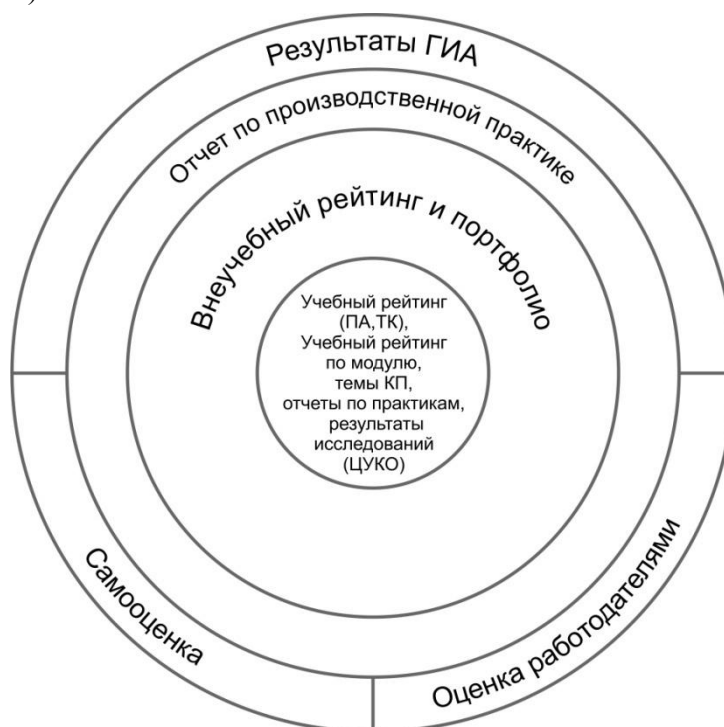 Результаты ГИА
Отчет по производственной практике
Внеучебный рейтинг и портфолио
Учебный рейтинг
(ПА,ТК),
Учебный рейтинг
по модулю,
темы КП,
отчеты по практикам,
результаты
исследований
(ЦУКО)
Самооценка
Оценка работодателями